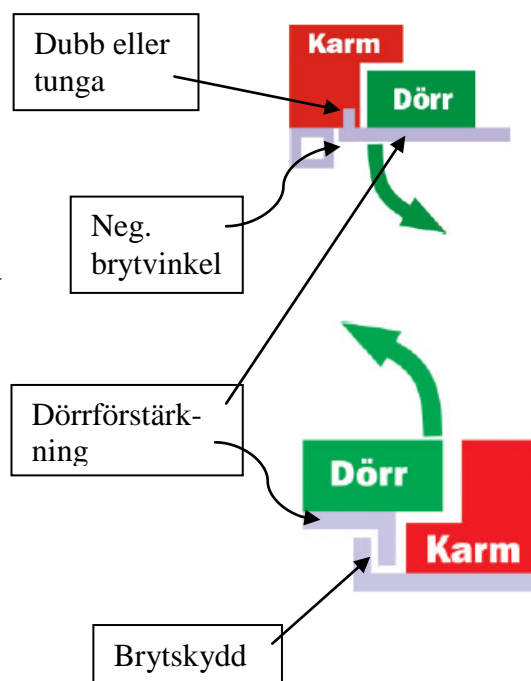 Dubb eller
tunga
Karm
Dörr
Neg.
brytvinkel
Dörrförstärk-
ning
Dörr
Karm
Brytskydd